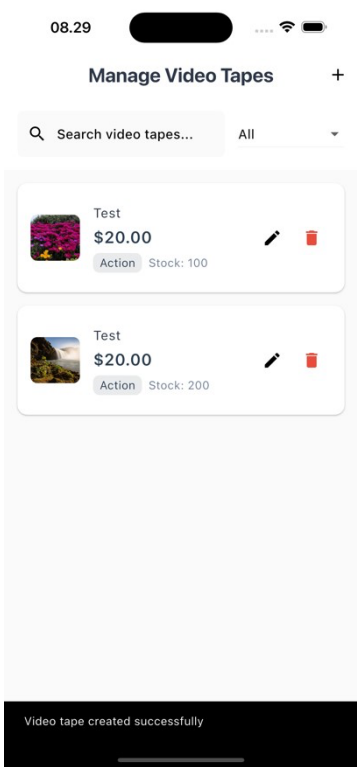 08.29
Manage Video Tapes +
Search video tapes... All
Test
$20.00
Action Stock: 100
Test
$20.00
Action Stock: 200
Video tape created successfully